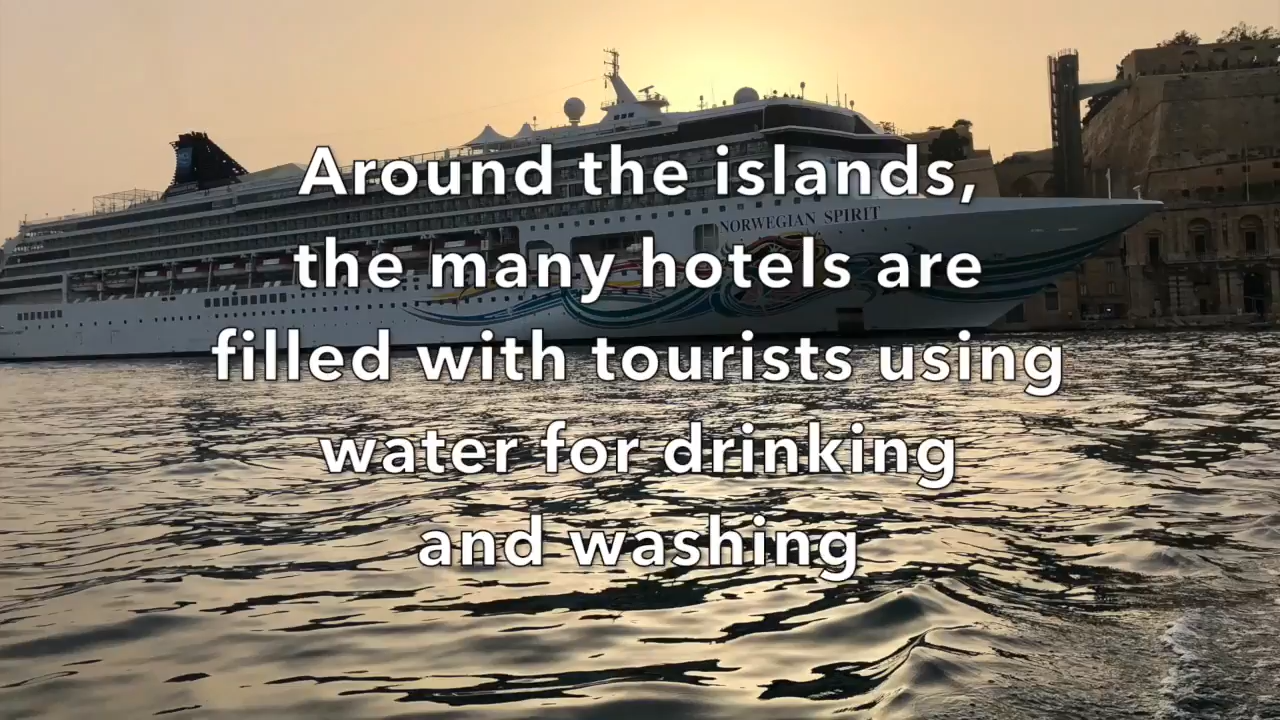 NORWEGIAN SPIRIT
Around the islands,
the many hotels are
filled with tourists using
water for drinking
and washing